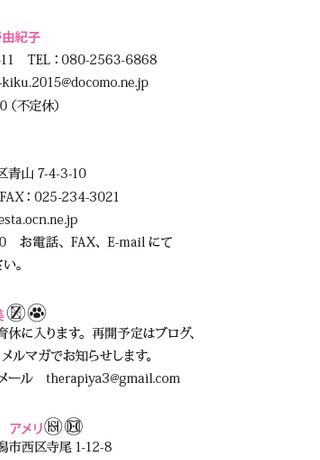 由紀子
-11　TEL：080-2563-6868
-kiku.2015@docomo.ne.jp
0（不定休）
区青山 7-4-3-10
FAX：025-234-3021
esta.ocn.ne.jp
0　お電話、FAX、E-mail にて
さい。
育休に入ります。再開予定はブログ、
メルマガでお知らせします。
メール　therapiya3@gmail.com
アメリ
潟市西区寺尾 1-12-8